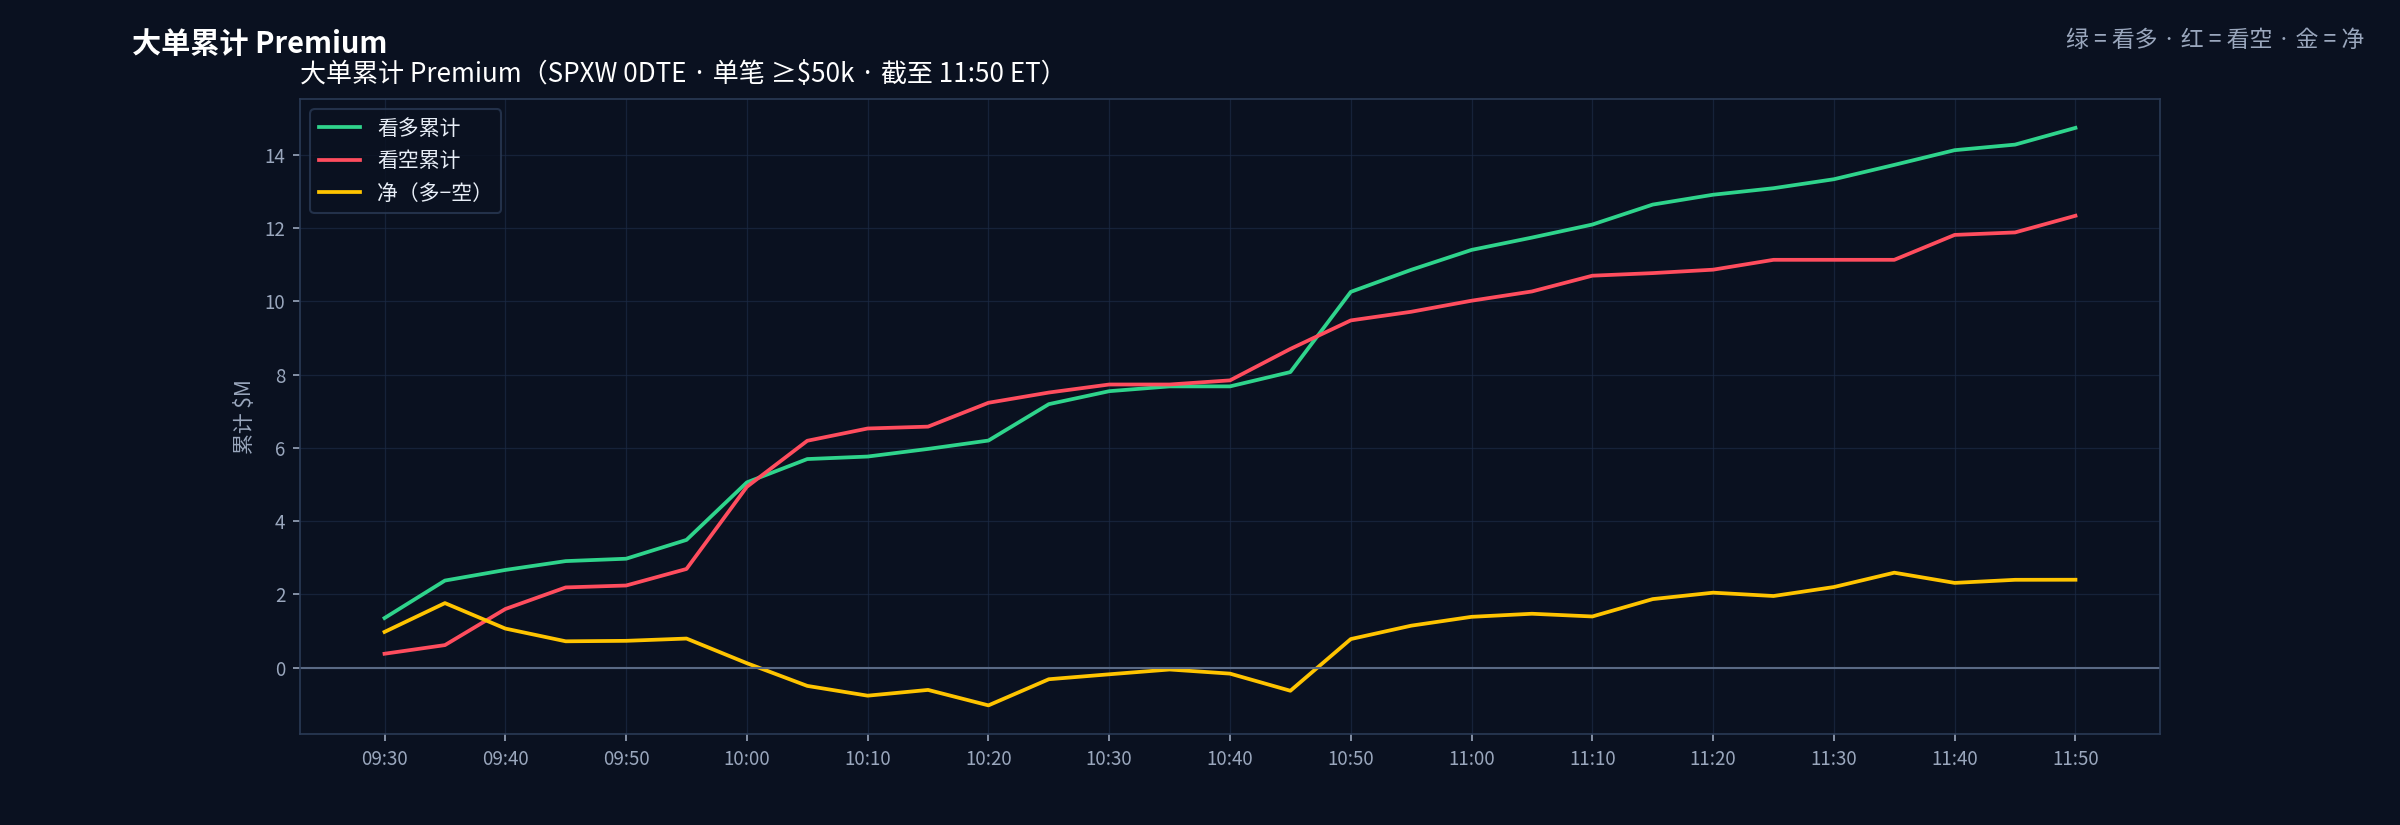 大单累计 Premium
绿 = 看多 · 红 = 看空 · 金 = 净
大单累计 Premium（SPXW 0DTE · 单笔 ≥$50k · 截至 11:50 ET）
看多累计
看空累计
净（多−空）
累计 $M
14
12
10
8
6
4
2
0
09:30 09:40 09:50 10:00 10:10 10:20 10:30 10:40 10:50 11:00 11:10 11:20 11:30 11:40 11:50